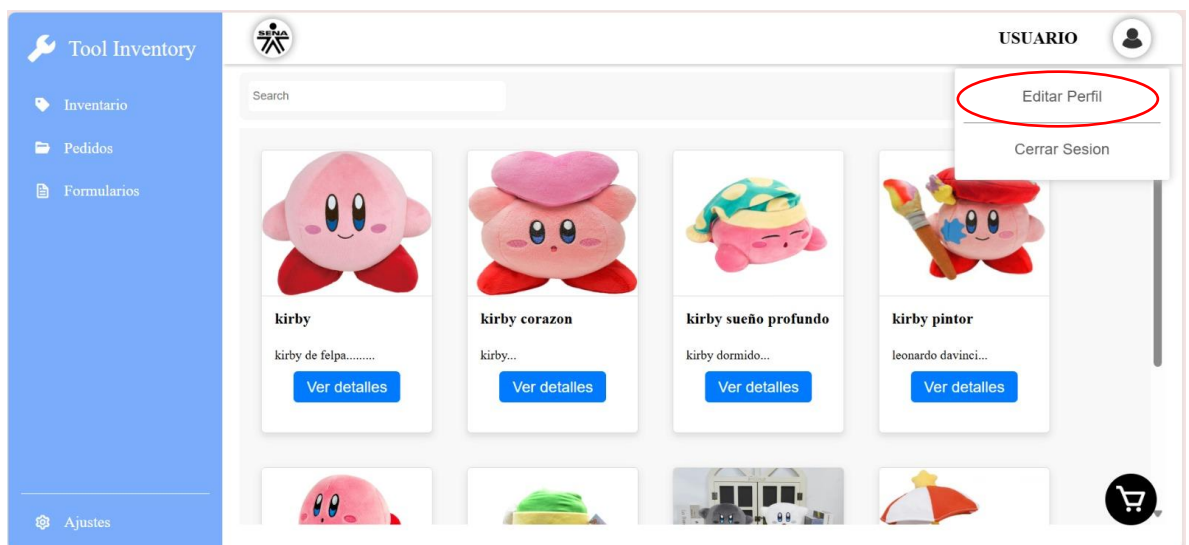 Tool Inventory
SENA
USUARIO
Search
Editar Perfil
Cerrar Sesion
Inventario
Pedidos
Formularios
kirby
kirby corazon
kirby sueño profundo
kirby pintor
kirby de felpa.........
kirby...
kirby dormido...
leonardo davinci...
Ver detalles
Ver detalles
Ver detalles
Ver detalles
Ajustes